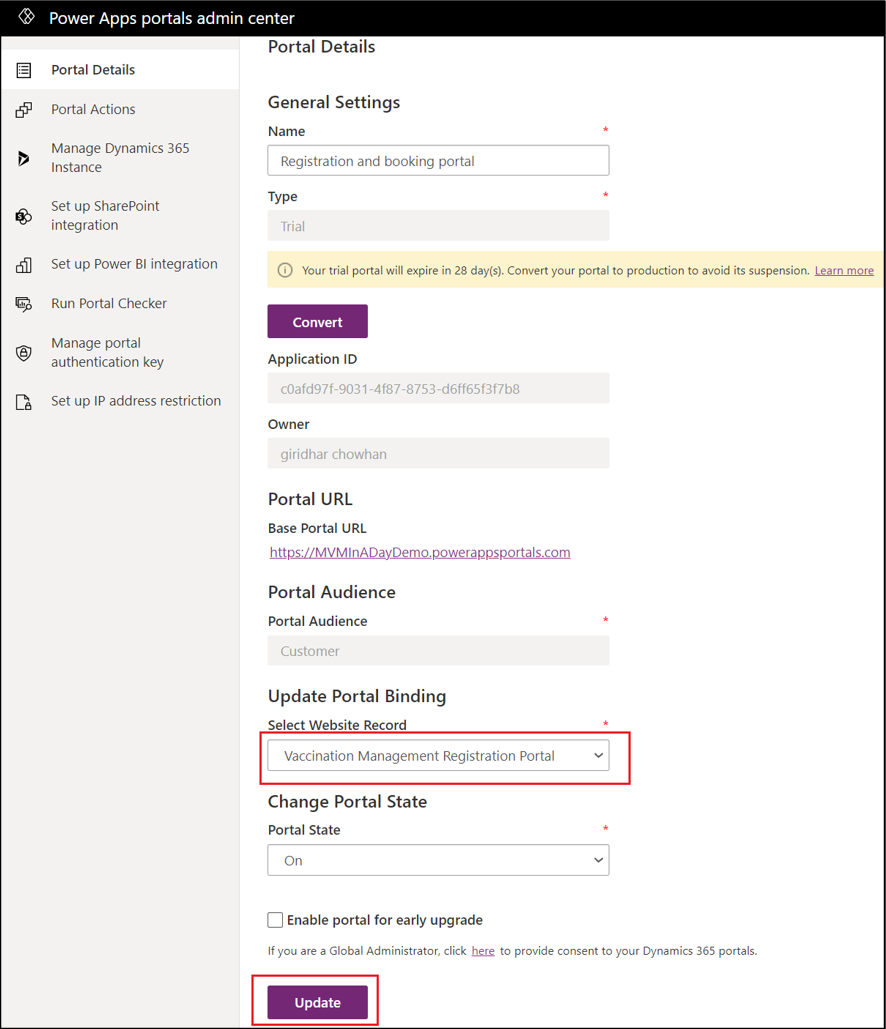 Power Apps portals admin center
Portal Details
Portal Actions
Manage Dynamics 365
Instance
Set up SharePoint
integration
Set up Power BI integration
Run Portal Checker
Manage portal
authentication key
Set up IP address restriction
Portal Details
General Settings
Name *
Registration and booking portal
Type *
Trial
Your trial portal will expire in 28 day(s). Convert your portal to production to avoid its suspension. Learn more
Convert
Application ID
c0afd97f-9031-4f87-8753-d6ff65f3f7b8
Owner
giridhar chowhan
Portal URL
Base Portal URL
https://MVMInADayDemo.powerappsportals.com
Portal Audience
Portal Audience *
Customer
Update Portal Binding
Select Website Record *
Vaccination Management Registration Portal
Change Portal State
Portal State *
On
Enable portal for early upgrade
If you are a Global Administrator, click here to provide consent to your Dynamics 365 portals.
Update